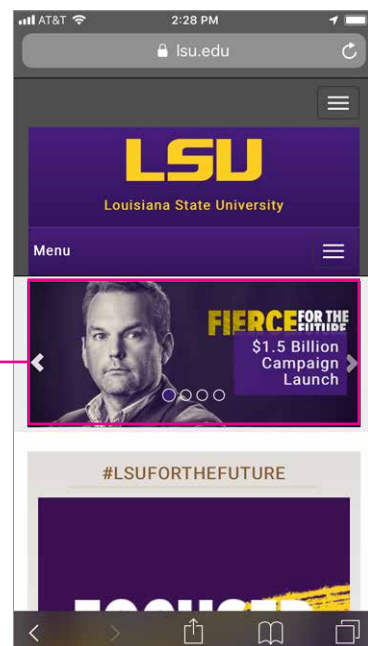 AT&T 2:28 PM
lsu.edu
LSU
Louisiana State University
Menu
FIERCE FOR THE FUTURE
$1.5 Billion
Campaign
Launch
#LSUFORTHEFUTURE
FOCUSED